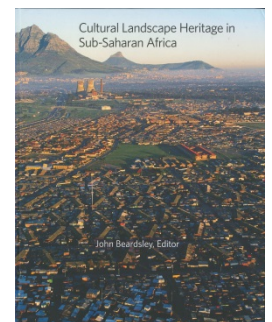 Cultural Landscape Heritage in
Sub-Saharan Africa
John Beardsley, Editor